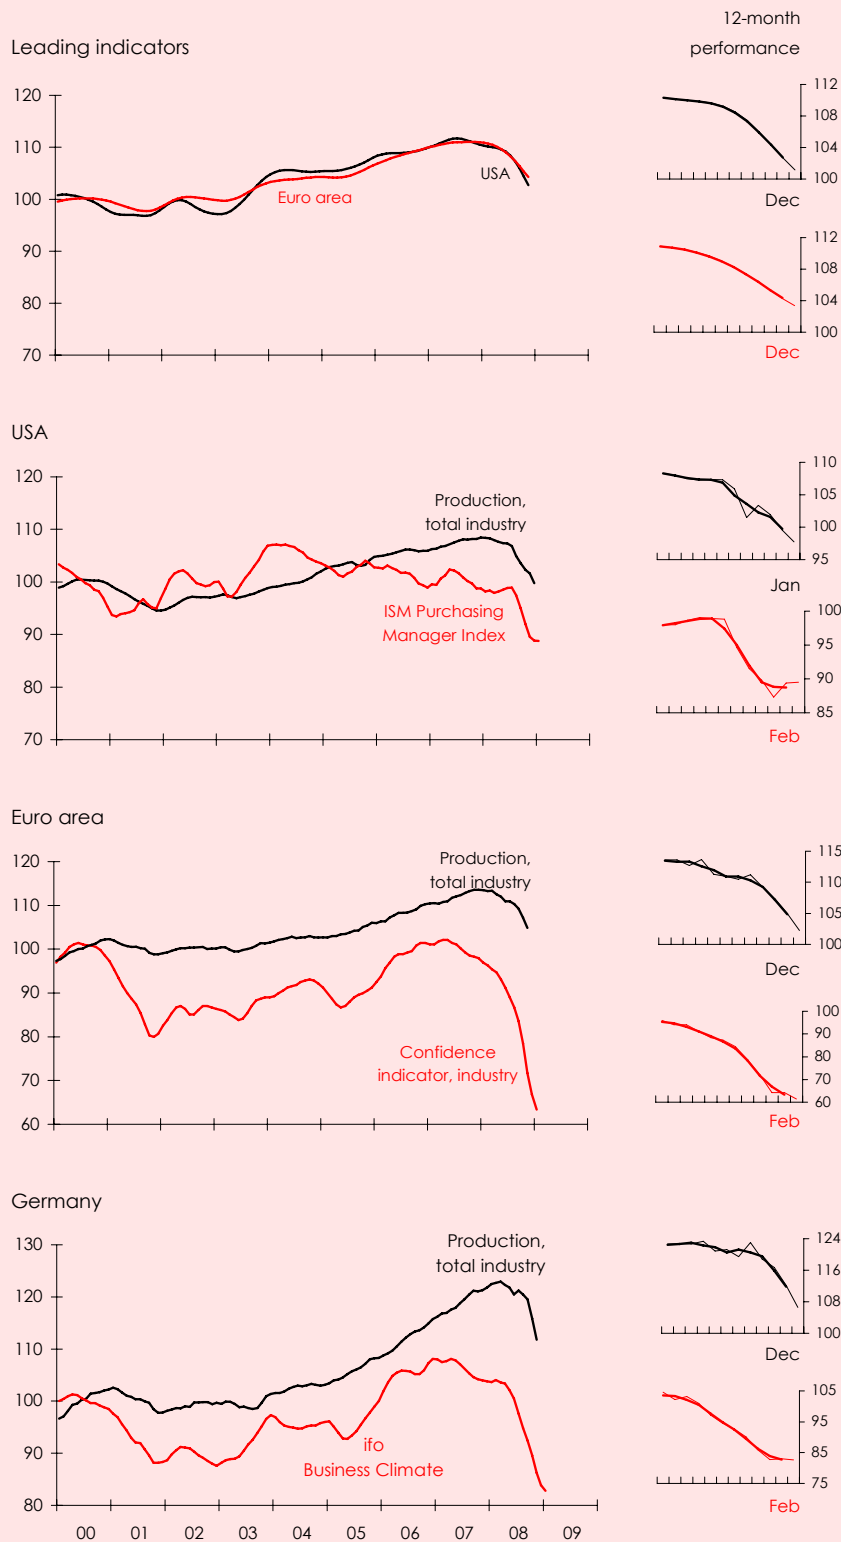 12-month
performance
Leading indicators
120
110
100
90
80
70
USA
Euro area
112
108
104
100
Dec
112
108
104
100
Dec
USA
120
110
100
90
80
70
Production,
total industry
ISM Purchasing
Manager Index
110
105
100
95
Jan
100
95
90
85
Feb
Euro area
120
110
100
90
80
70
60
Production,
total industry
Confidence
indicator, industry
115
110
105
100
Dec
100
90
80
70
60
Feb
Germany
130
120
110
100
90
80
Production,
total industry
ifo
Business Climate
124
116
108
100
Dec
105
95
85
75
Feb
00 01 02 03 04 05 06 07 08 09